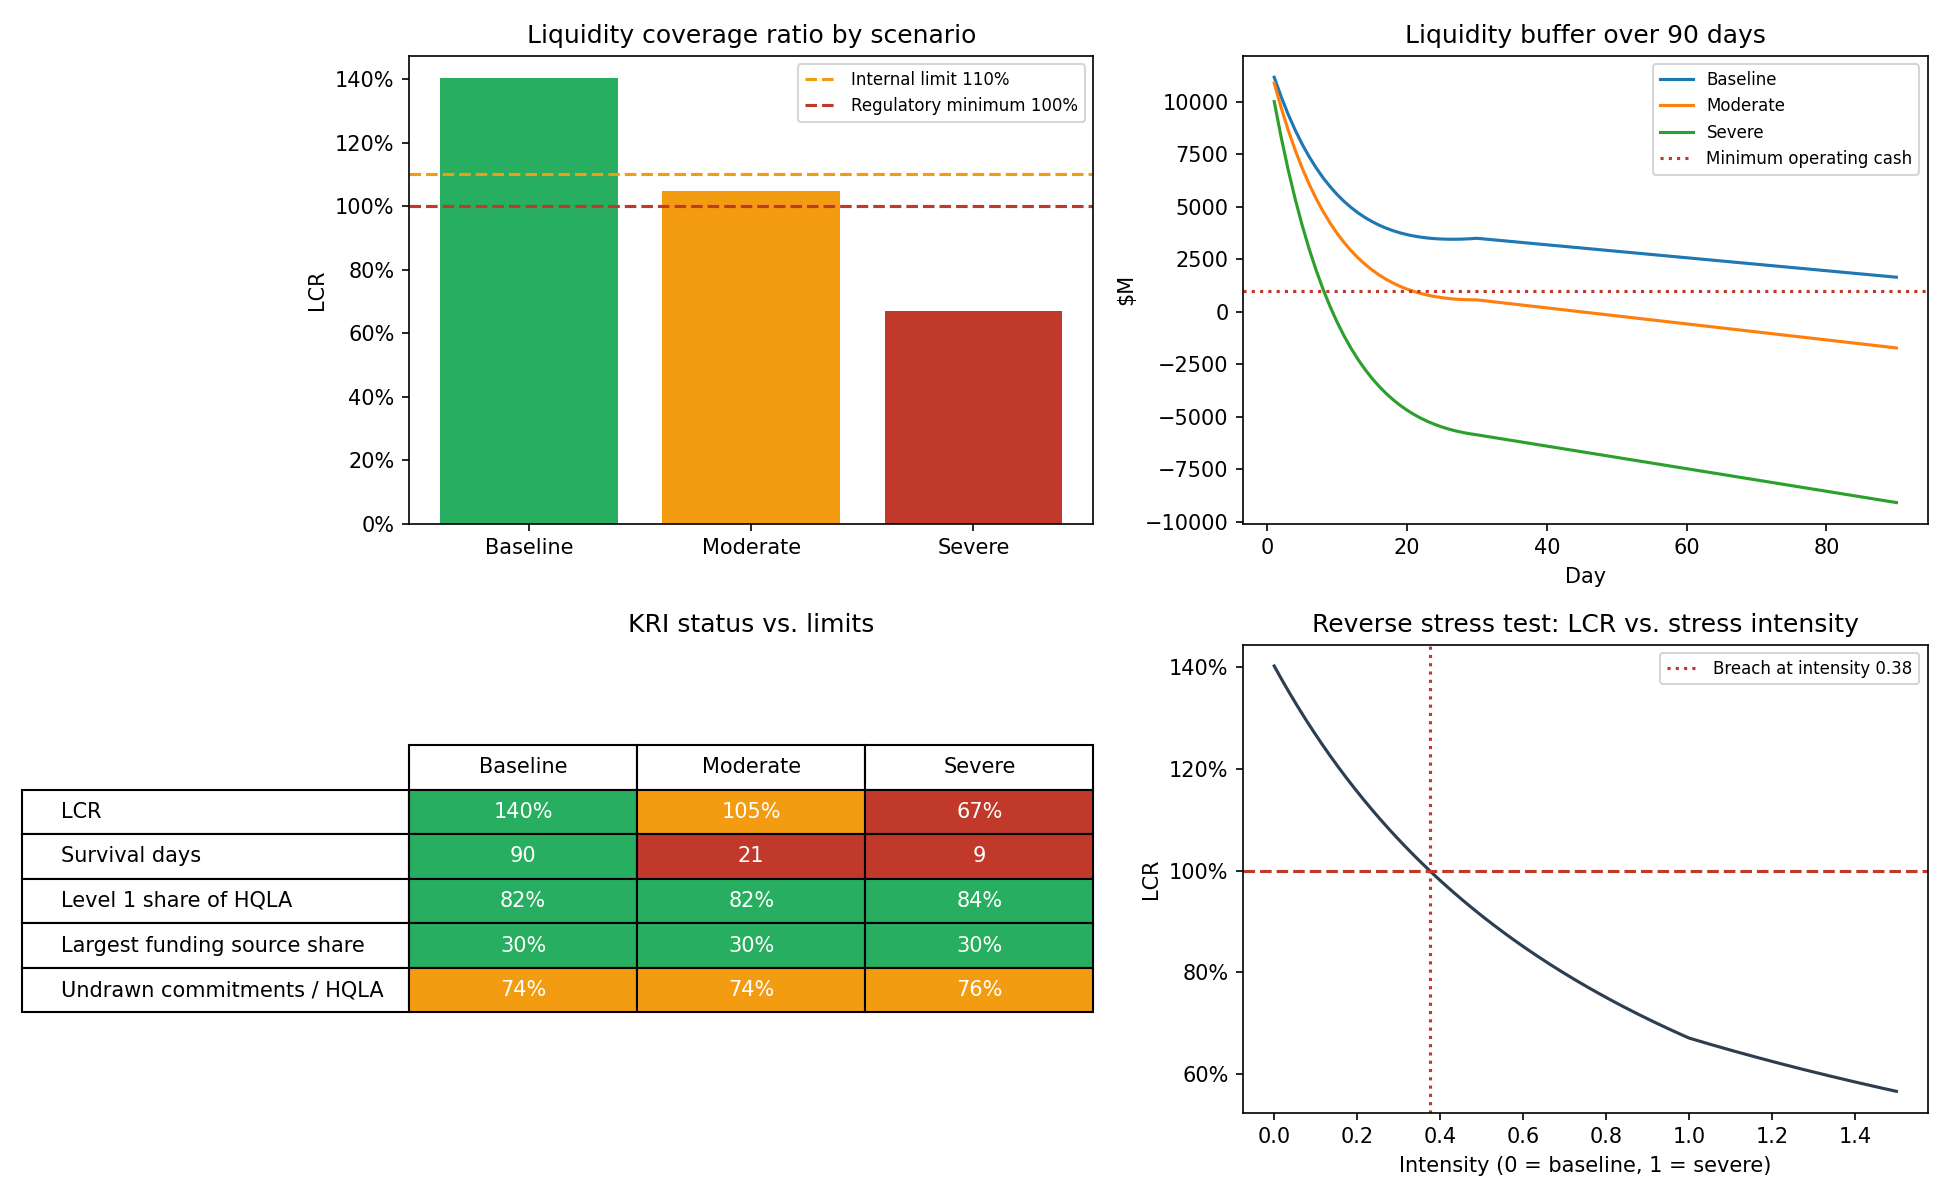 Liquidity coverage ratio by scenario
LCR
140%
120%
100%
80%
60%
40%
20%
0%
Internal limit 110%
Regulatory minimum 100%
Baseline Moderate Severe
Liquidity buffer over 90 days
$M
10000
7500
5000
2500
0
−2500
−5000
−7500
−10000
Baseline
Moderate
Severe
Minimum operating cash
0 20 40 60 80
Day
KRI status vs. limits
Baseline Moderate Severe
LCR 140% 105% 67%
Survival days 90 21 9
Level 1 share of HQLA 82% 82% 84%
Largest funding source share 30% 30% 30%
Undrawn commitments / HQLA 74% 74% 76%
Reverse stress test: LCR vs. stress intensity
LCR
140%
120%
100%
80%
60%
Breach at intensity 0.38
0.0 0.2 0.4 0.6 0.8 1.0 1.2 1.4
Intensity (0 = baseline, 1 = severe)